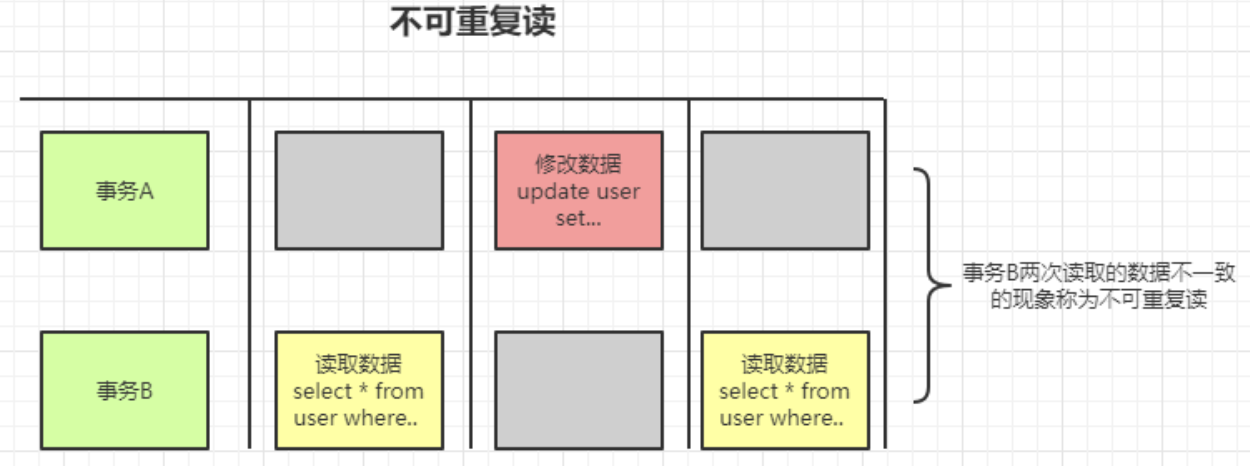 不可重复读
事务A
修改数据
update user
set...
事务B两次读取的数据不一致
的现象称为不可重复读
事务B
读取数据
select * from
user where..
读取数据
select * from
user where..